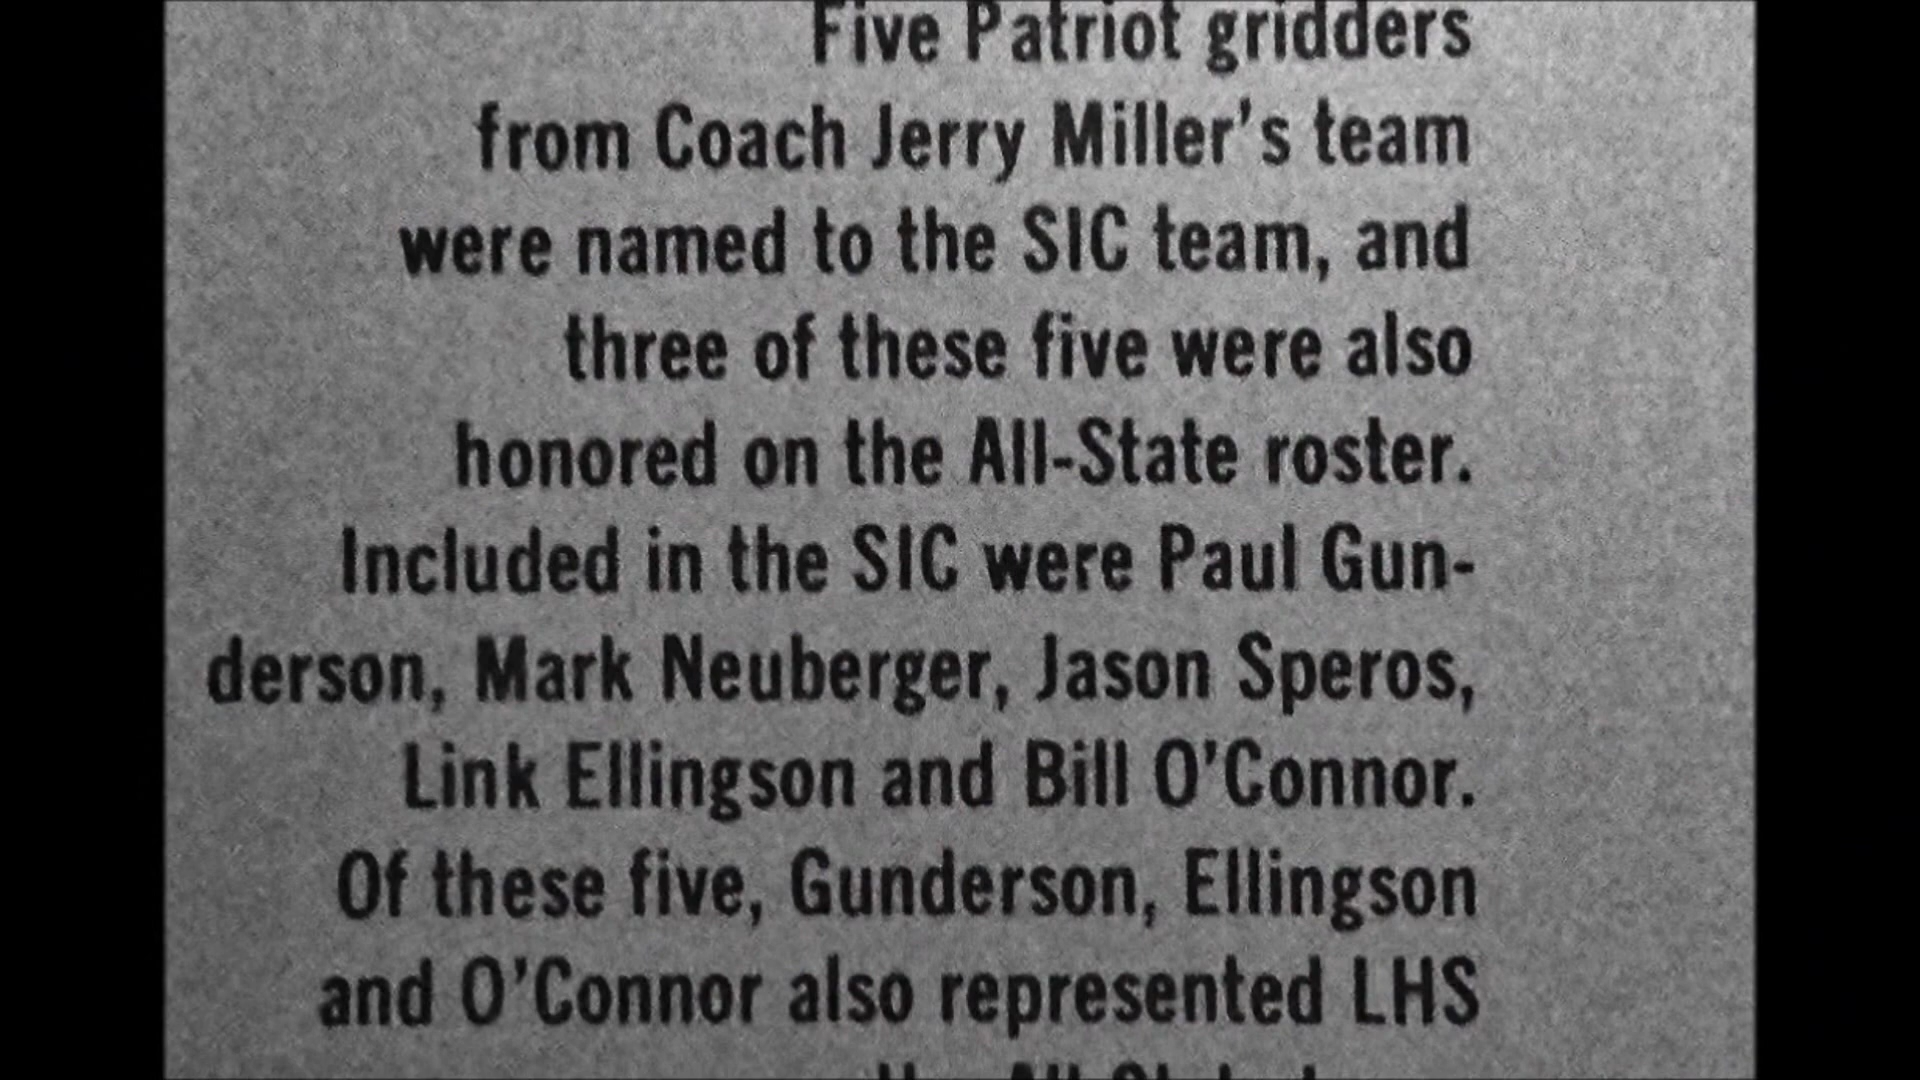 Five Patriot gridders
from Coach Jerry Miller's team
were named to the SIC team, and
three of these five were also
honored on the All-State roster.
Included in the SIC were Paul Gun-
derson, Mark Neuberger, Jason Speros,
Link Ellingson and Bill O'Connor.
Of these five, Gunderson, Ellingson
and O'Connor also represented LHS